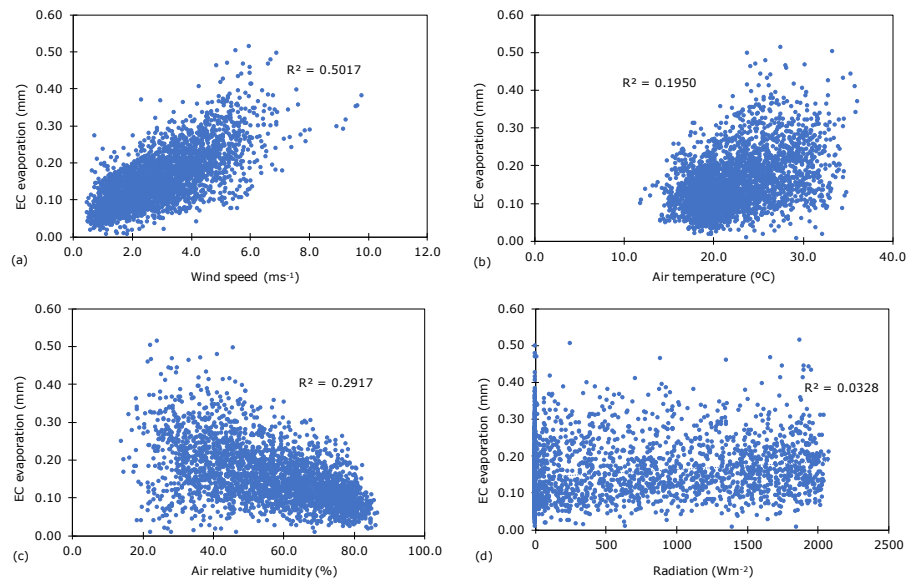 (a)
EC evaporation (mm)
0.60
0.50
0.40
0.30
0.20
0.10
0.00
R² = 0.5017
0.0 2.0 4.0 6.0 8.0 10.0 12.0
Wind speed (ms⁻¹)
(b)
EC evaporation (mm)
0.60
0.50
0.40
0.30
0.20
0.10
0.00
R² = 0.1950
0.0 10.0 20.0 30.0 40.0
Air temperature (ºC)
(c)
EC evaporation (mm)
0.60
0.50
0.40
0.30
0.20
0.10
0.00
R² = 0.2917
0.0 20.0 40.0 60.0 80.0 100.0
Air relative humidity (%)
(d)
EC evaporation (mm)
0.60
0.50
0.40
0.30
0.20
0.10
0.00
R² = 0.0328
0 500 1000 1500 2000 2500
Radiation (Wm⁻²)